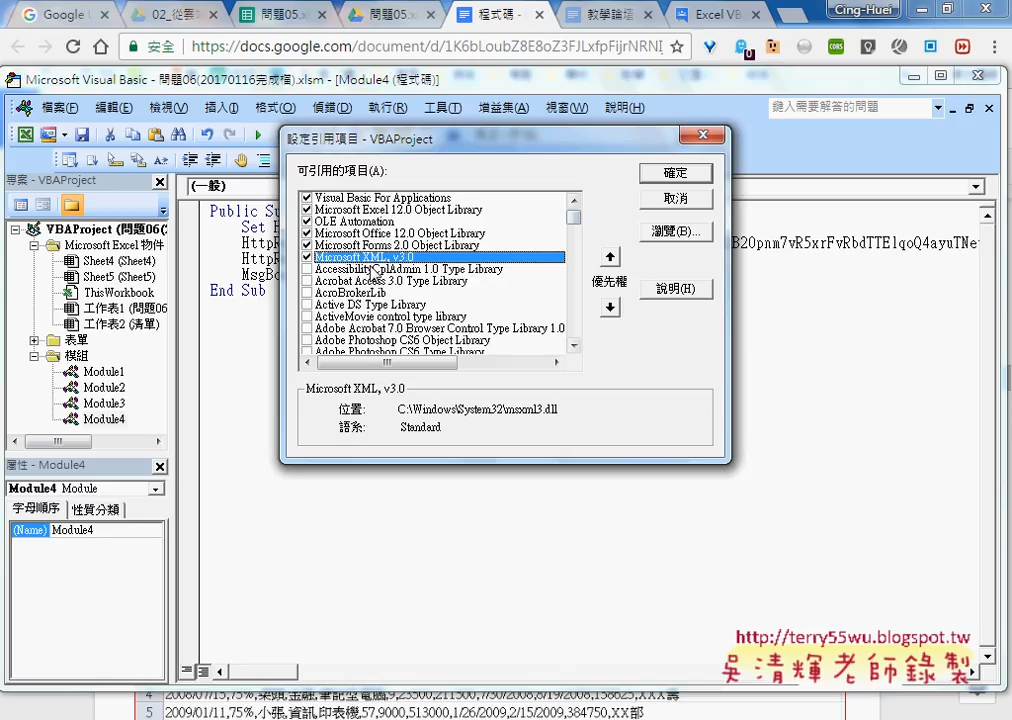 Google
02_從雲
問題05.x
問題05.x
程式碼 -
教學論壇
Excel VB
Cing-Huei
安全
https://docs.google.com/document/d/1K6bLoubZ8E8oZ3FJLxfpFijrNRNI
Microsoft Visual Basic - 問題06(20170116完成檔).xlsm - [Module4 (程式碼)]
檔案(F) 編輯(E) 檢視(V) 插入(I) 格式(O) 偵錯(D) 執行(R) 工具(T) 增益集(A) 視窗(W) 說明(H)
鍵入需要解答的問題
專案 - VBAProject
VBAProject (問題06(2
Microsoft Excel 物件
Sheet4 (Sheet4)
Sheet5 (Sheet5)
ThisWorkbook
工作表1 (問題06
工作表2 (清單)
表單
模組
Module1
Module2
Module3
Module4
屬性 - Module4
Module4 Module
字母順序 性質分類
(Name) Module4
(一般)
Public Su
Set H
HttpR
HttpR
MsgBo
End Sub
B20pnm7vR5xrFvRbdTTElqoQ4ayuTNe
設定引用項目 - VBAProject
可引用的項目(A):
Visual Basic For Applications
Microsoft Excel 12.0 Object Library
OLE Automation
Microsoft Office 12.0 Object Library
Microsoft Forms 2.0 Object Library
Microsoft XML, v3.0
AccessibilityCplAdmin 1.0 Type Library
Acrobat Access 3.0 Type Library
AcroBrokerLib
Active DS Type Library
ActiveMovie control type library
Adobe Acrobat 7.0 Browser Control Type Library 1.0
Adobe Photoshop CS6 Object Library
Adobe Photoshop CS6 Type Library
確定
取消
瀏覽(B)...
優先權
說明(H)
Microsoft XML, v3.0
位置: C:\Windows\System32\msxml3.dll
語系: Standard
http://terry55wu.blogspot.tw
吳清輝老師錄製
4 2008/07/15,75%,梁頭,金融,筆記型電腦,9,23500,211500,7/30/2008,8/19/2008,158625,XXX壽
5 2009/01/11,75%,小張,資訊,印表機,57,9000,513000,1/26/2009,2/15/2009,384750,XX部